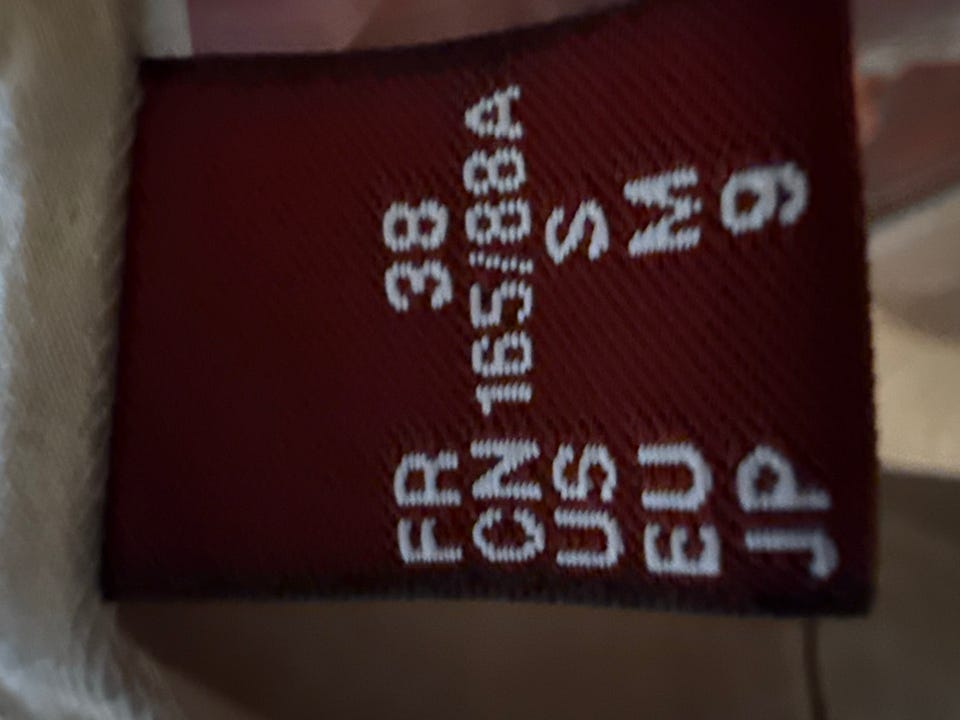 FR 38
CN 165/88A
US S
EU M
JP 9